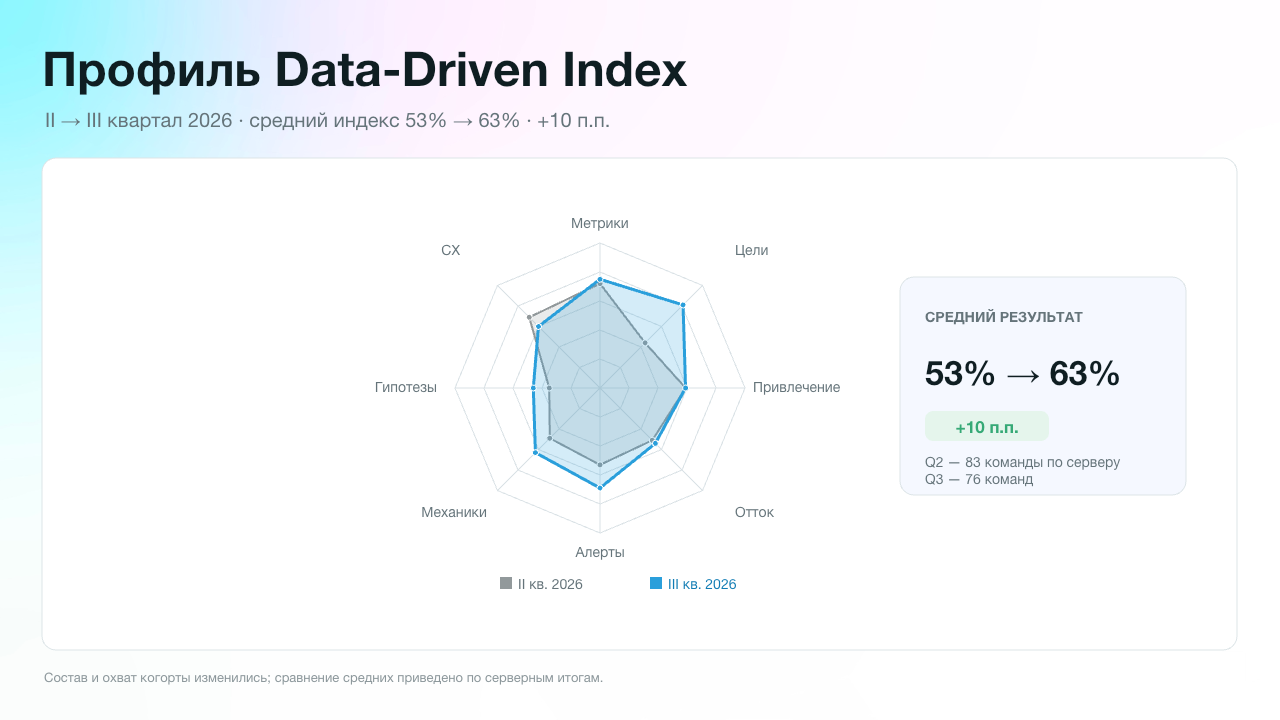 Профиль Data-Driven Index
II → III квартал 2026 · средний индекс 53% → 63% · +10 п.п.
Метрики
CX
Цели
Гипотезы
Привлечение
Механики
Отток
Алерты
II кв. 2026
III кв. 2026
СРЕДНИЙ РЕЗУЛЬТАТ
53% → 63%
+10 п.п.
Q2 — 83 команды по серверу
Q3 — 76 команд
Состав и охват когорты изменились; сравнение средних приведено по серверным итогам.